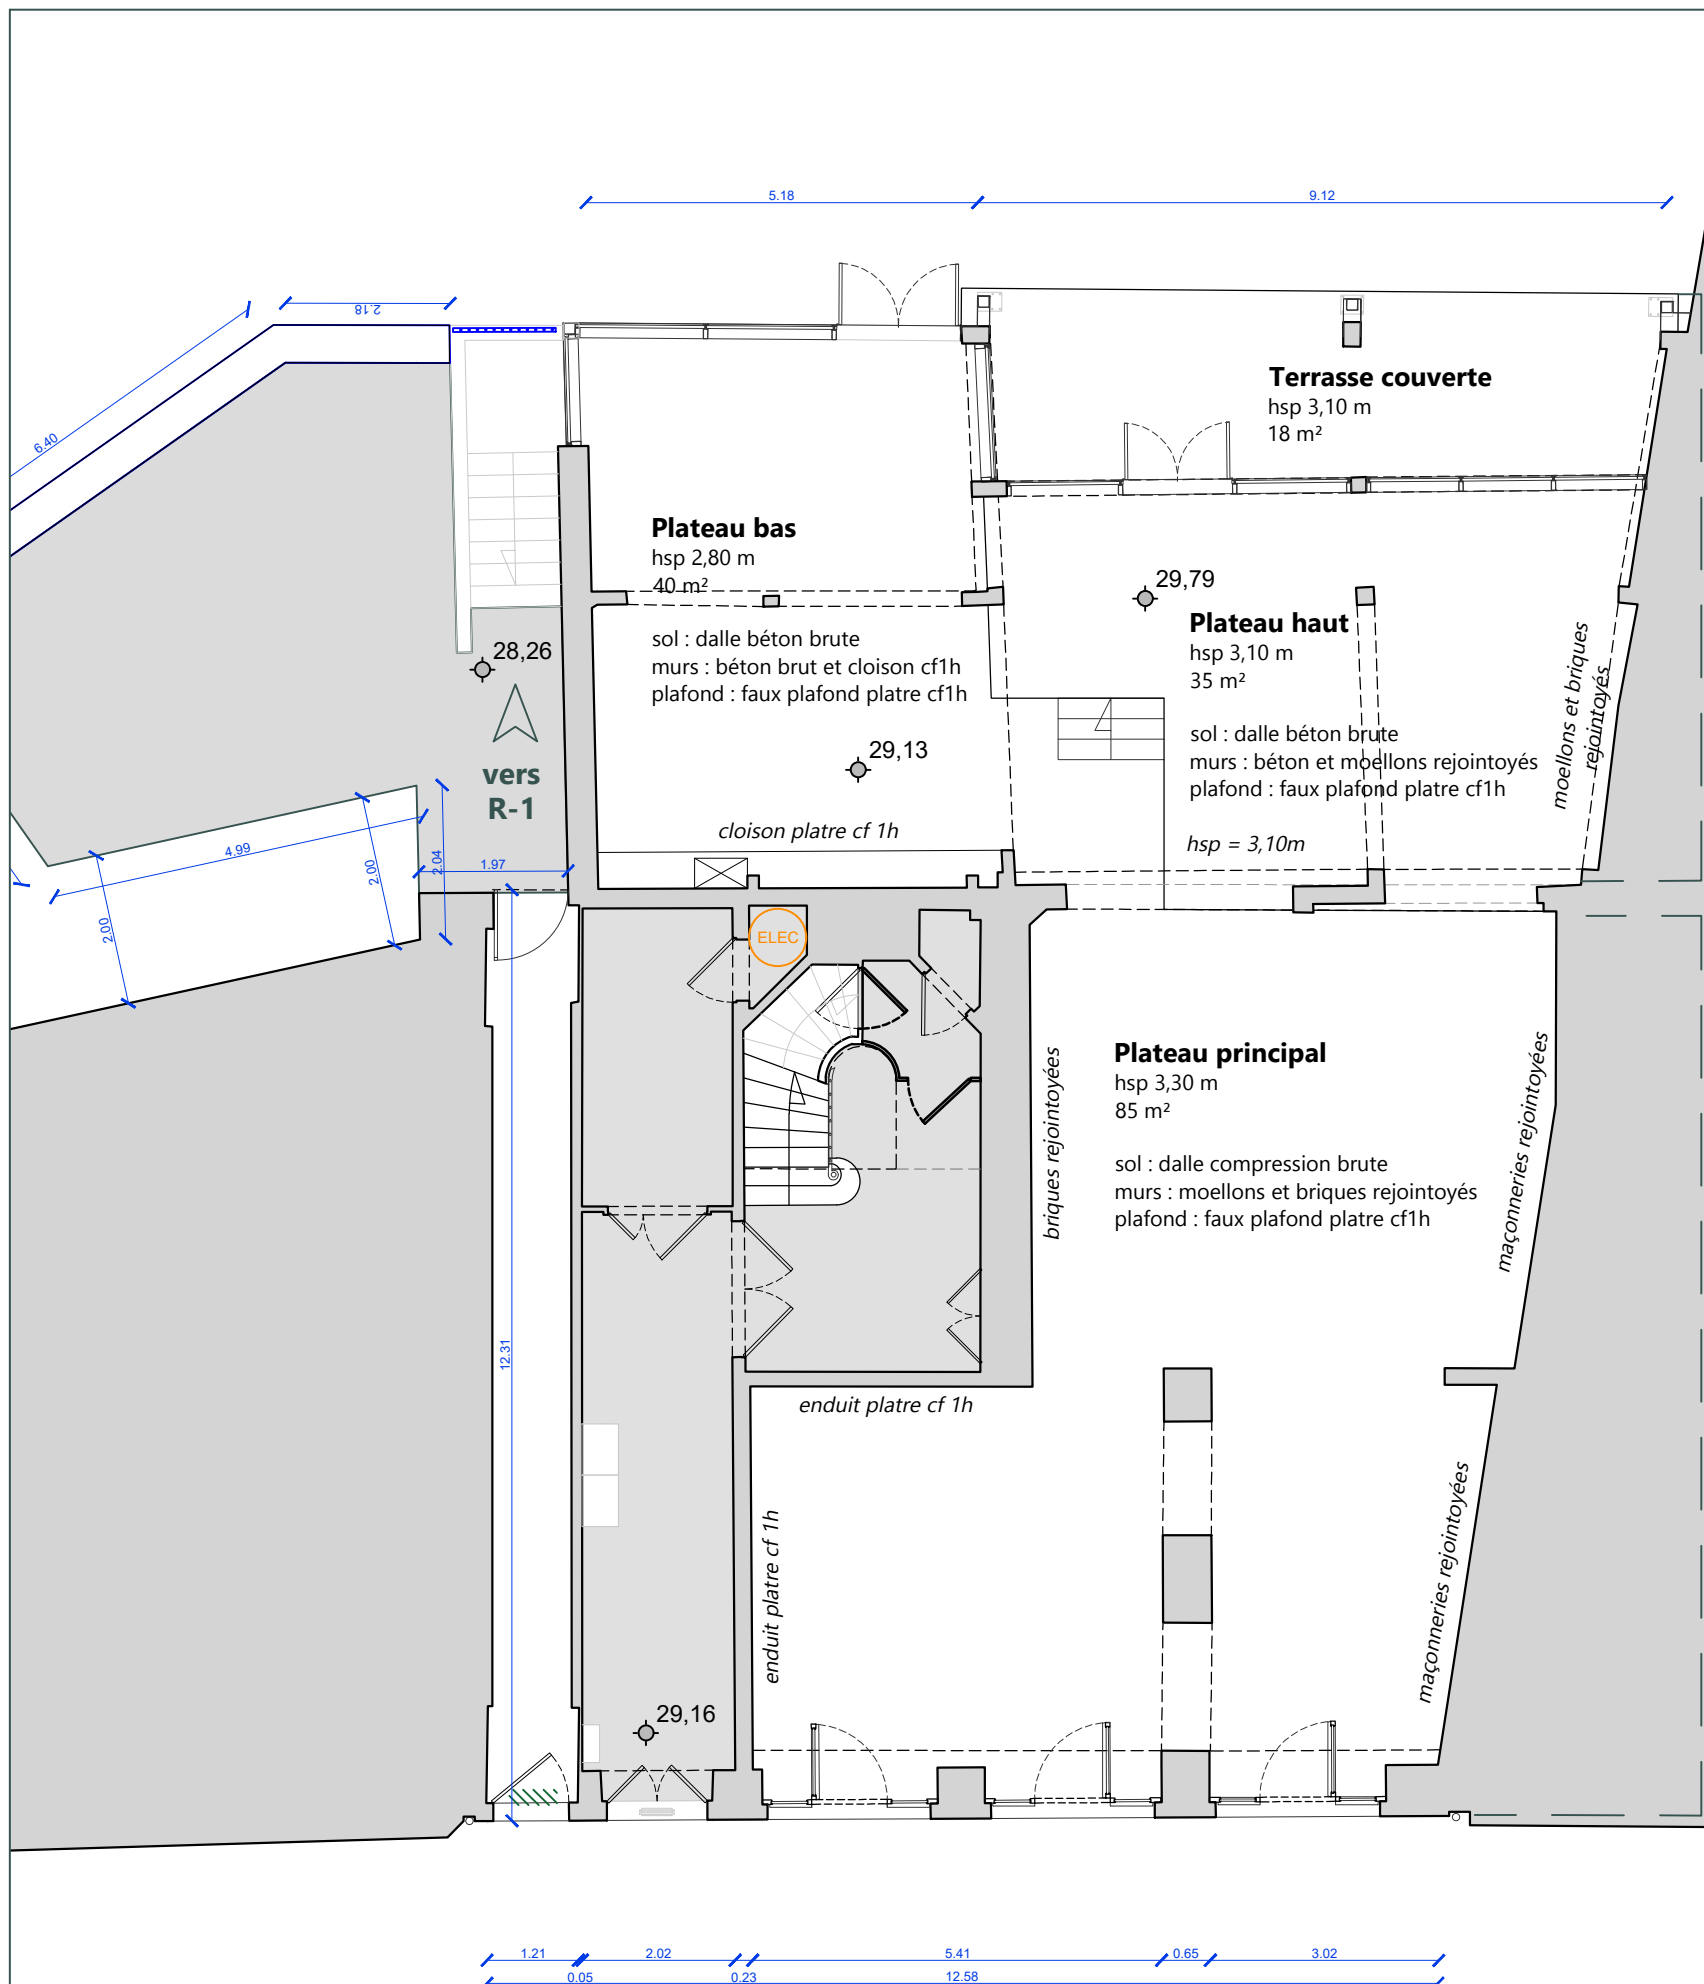 5.18
9.12
2.18
6.40
Terrasse couverte
hsp 3,10 m
18 m²
Plateau bas
hsp 2,80 m
40 m²
sol : dalle béton brute
murs : béton brut et cloison cf1h
plafond : faux plafond platre cf1h
29,79
Plateau haut
hsp 3,10 m
35 m²
sol : dalle béton brute
murs : béton et moellons rejointoyés
plafond : faux plafond platre cf1h
hsp = 3,10m
moellons et briques
rejointoyés
28,26
vers
R-1
29,13
cloison platre cf 1h
4.99
2.00
2.04
1.97
2.00
ELEC
Plateau principal
hsp 3,30 m
85 m²
sol : dalle compression brute
murs : moellons et briques rejointoyés
plafond : faux plafond platre cf1h
briques rejointoyées
maçonneries rejointoyées
12.31
enduit platre cf 1h
enduit platre cf 1h
maçonneries rejointoyées
29,16
1.21
2.02
5.41
0.65
3.02
0.05
0.23
12.58